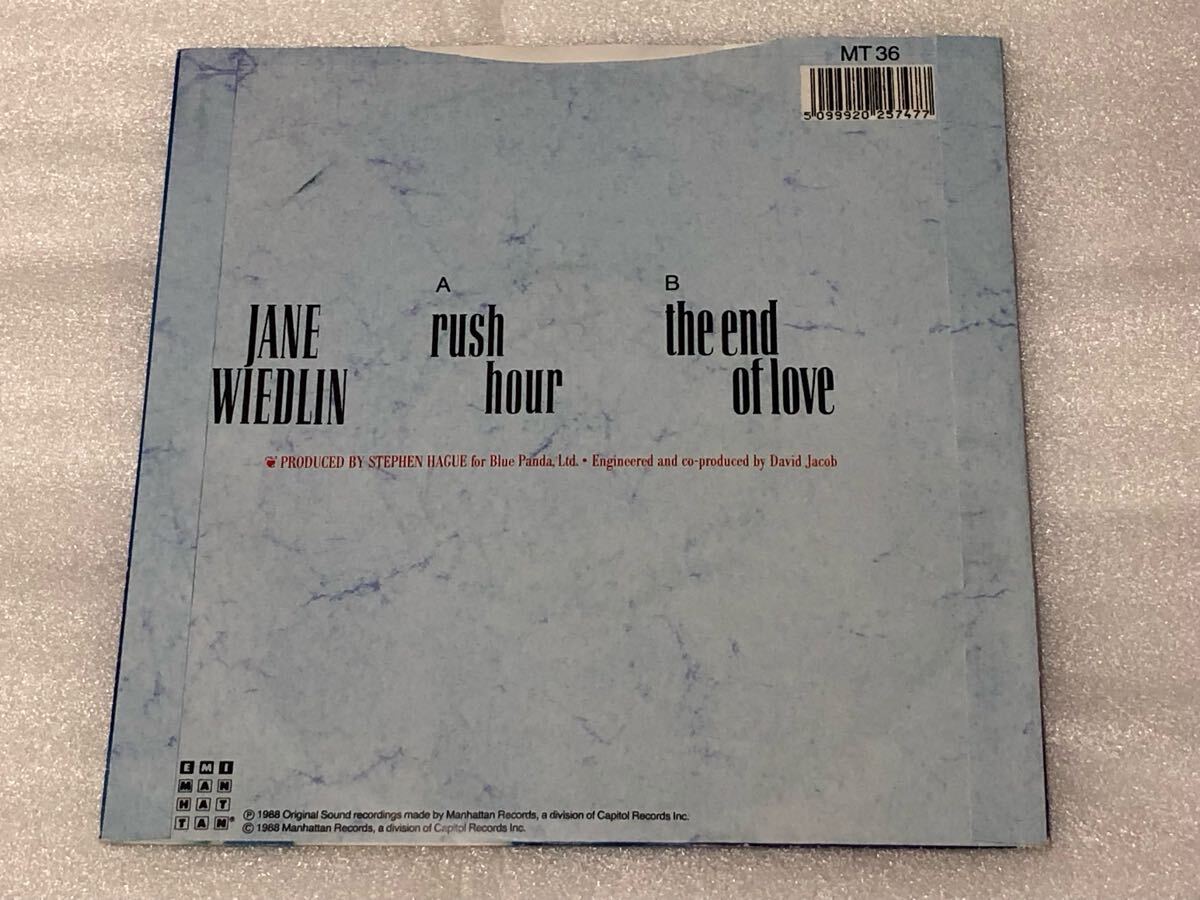 MT 36
5 099920 257477
A
B
JANE
WIEDLIN
rush
hour
the end
of love
PRODUCED BY STEPHEN HAGUE for Blue Panda, Ltd. • Engineered and co-produced by David Jacob
EMI
MAN
HAT
TAN®
℗ 1988 Original Sound recordings made by Manhattan Records, a division of Capitol Records Inc.
© 1988 Manhattan Records, a division of Capitol Records Inc.